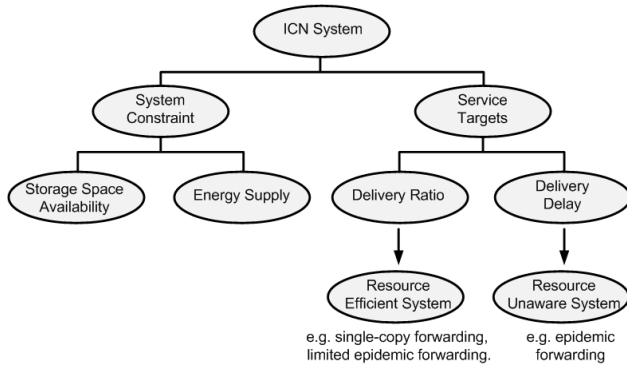 ICN System
System
Constraint
Service
Targets
Storage Space
Availability
Energy Supply
Delivery Ratio
Delivery
Delay
Resource
Efficient System
Resource
Unaware System
e.g. single-copy forwarding,
limited epidemic forwarding.
e.g. epidemic
forwarding